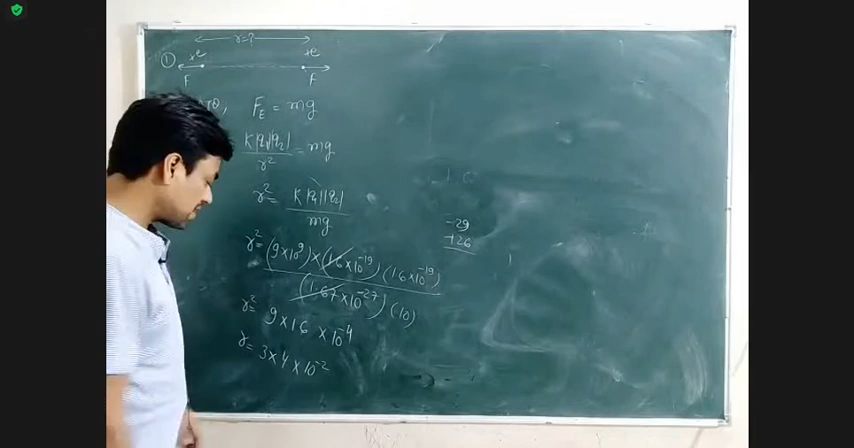 r=?
+e +e
①
F F
F_E = mg
K|q₁||q₂| / r² = mg
r² = K|q₁||q₂| / mg
r² = (9×10⁹)×(1.6×10⁻¹⁹)(1.6×10⁻¹⁹) / (1.67×10⁻²⁷)(10)
-29
+26
r² = 9×16×10⁻⁴
r = 3×4×10⁻²